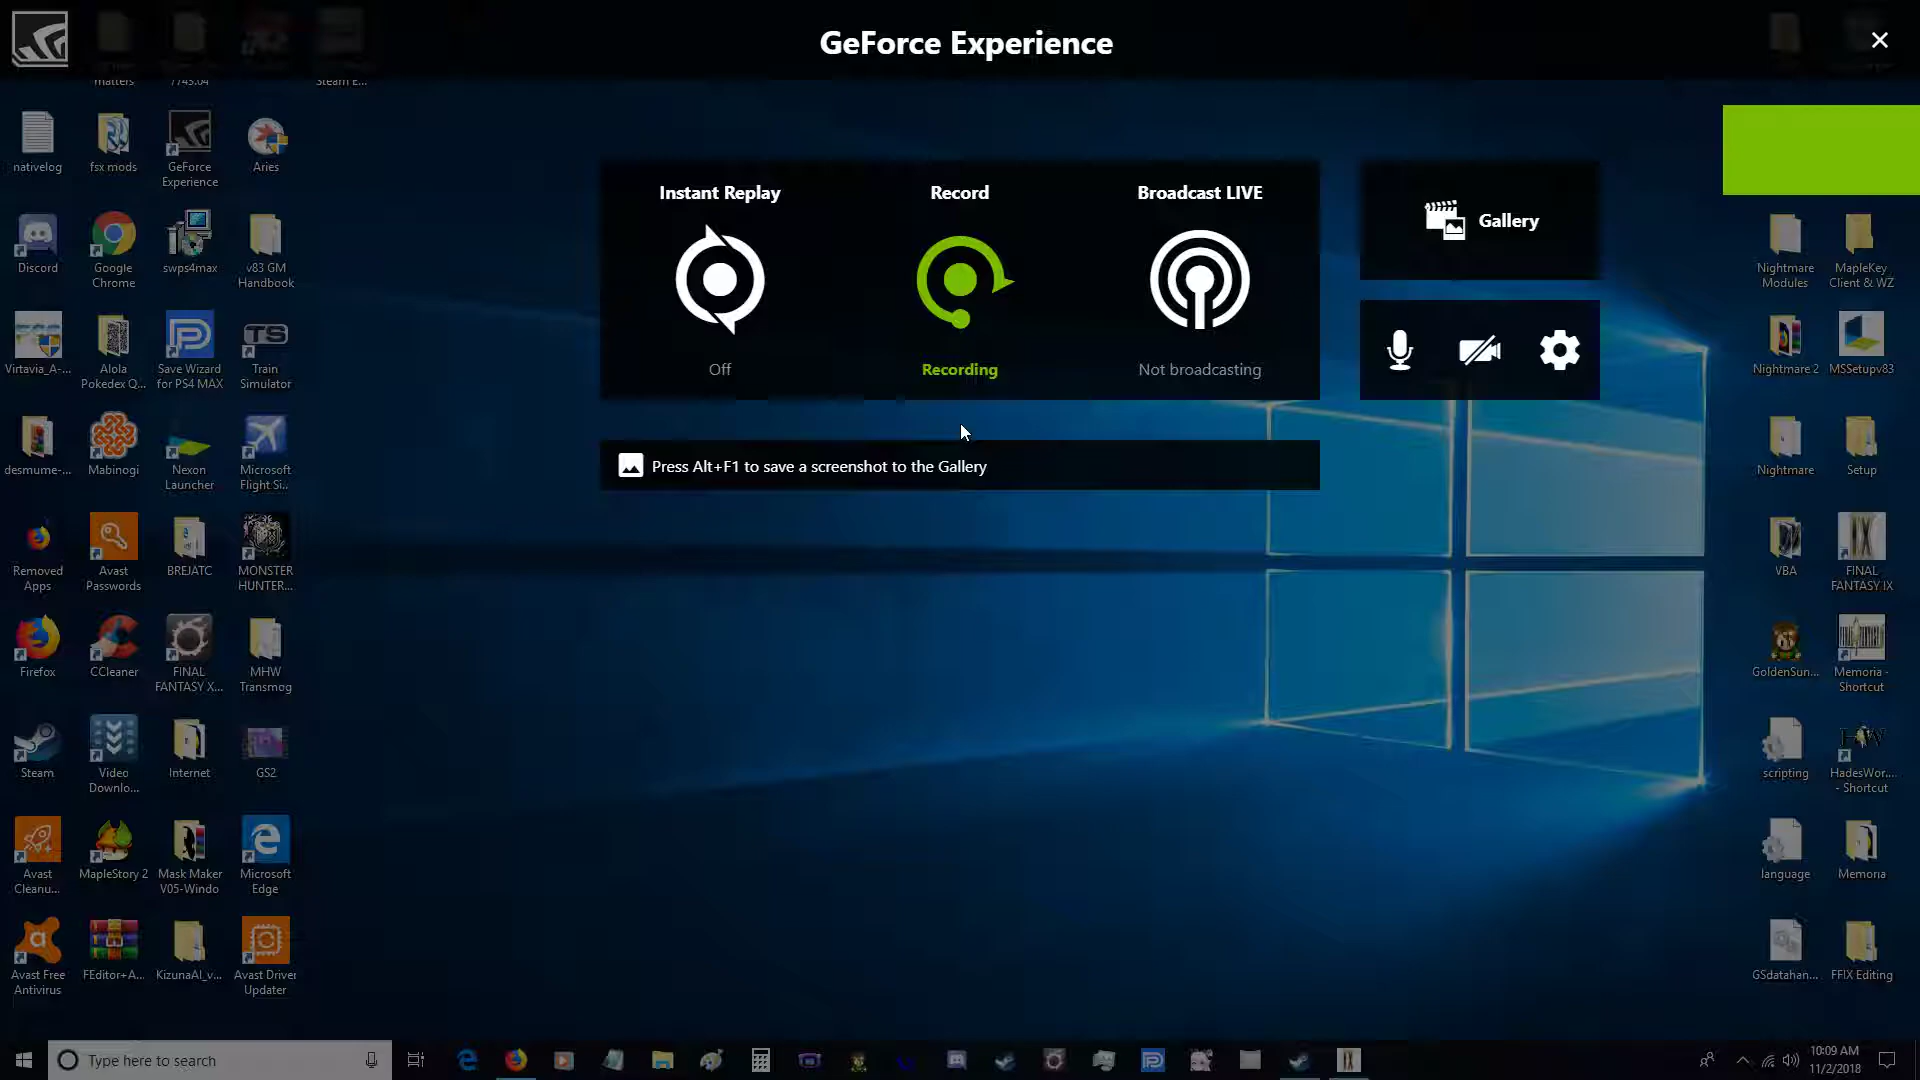 GeForce Experience
matters
7743.04
Steam E...
Instant Replay
Record
Broadcast LIVE
Off
Recording
Not broadcasting
Gallery
Press Alt+F1 to save a screenshot to the Gallery
nativelog
fsx mods
GeForce
Experience
Aries
Discord
Google
Chrome
swps4max
v83 GM
Handbook
Virtavia_A-...
Alola
Pokedex Q...
Save Wizard
for PS4 MAX
Train
Simulator
desmume-...
Mabinogi
Nexon
Launcher
Microsoft
Flight Si...
Removed
Apps
Avast
Passwords
BREJATC
MONSTER
HUNTER...
Firefox
CCleaner
FINAL
FANTASY X...
MHW
Transmog
Steam
Video
Downlo...
Internet
GS2
Avast
Cleanu...
MapleStory 2
Mask Maker
V05-Windo
Microsoft
Edge
Avast Free
Antivirus
FEditor+A...
KizunaAI_v...
Avast Driver
Updater
Nightmare
Modules
MapleKey
Client & WZ
Nightmare 2
MSSetupv83
Nightmare
Setup
VBA
FINAL
FANTASY IX
GoldenSun...
Memoria -
Shortcut
scripting
HadesWor...
- Shortcut
language
Memoria
GSdatahan...
FFIX Editing
Type here to search
10:09 AM
11/2/2018